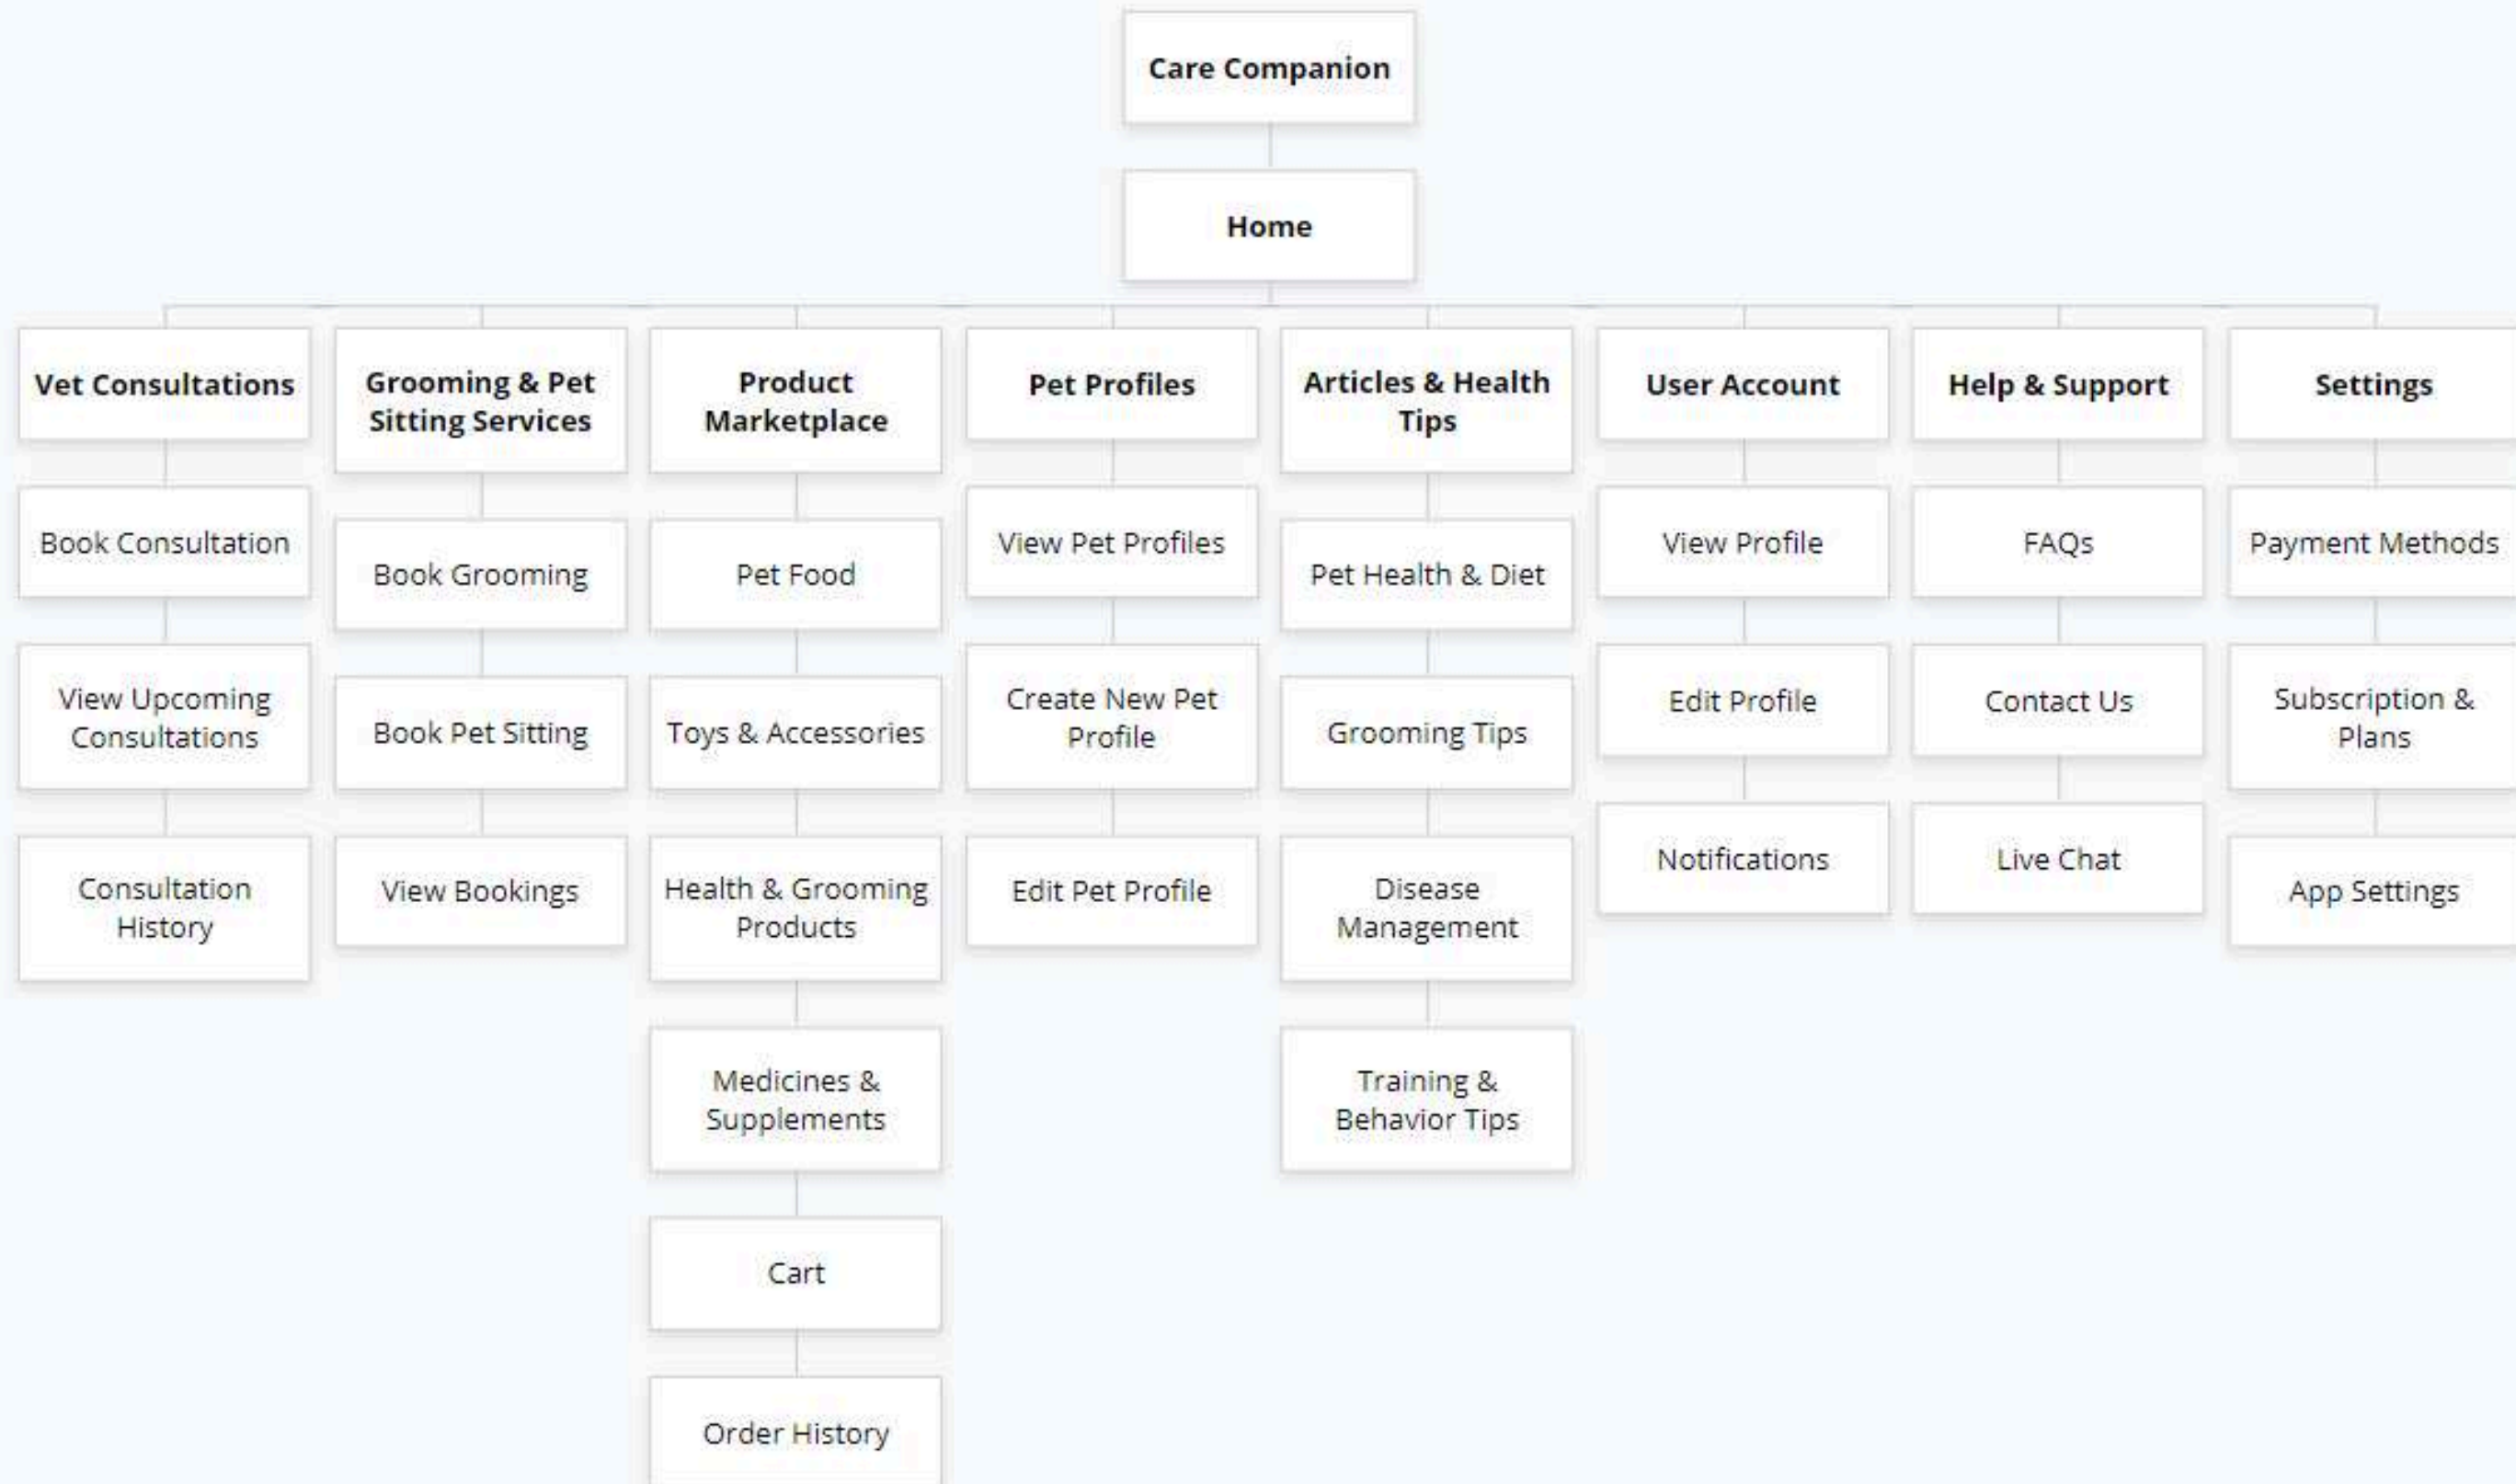 Care Companion
Home
Vet Consultations
Grooming & Pet
Sitting Services
Product
Marketplace
Pet Profiles
Articles & Health
Tips
User Account
Help & Support
Settings
Book Consultation
View Upcoming
Consultations
Consultation
History
Book Grooming
Book Pet Sitting
View Bookings
Pet Food
Toys & Accessories
Health & Grooming
Products
Medicines &
Supplements
Cart
Order History
View Pet Profiles
Create New Pet
Profile
Edit Pet Profile
Pet Health & Diet
Grooming Tips
Disease
Management
Training &
Behavior Tips
View Profile
Edit Profile
Notifications
FAQs
Contact Us
Live Chat
Payment Methods
Subscription &
Plans
App Settings